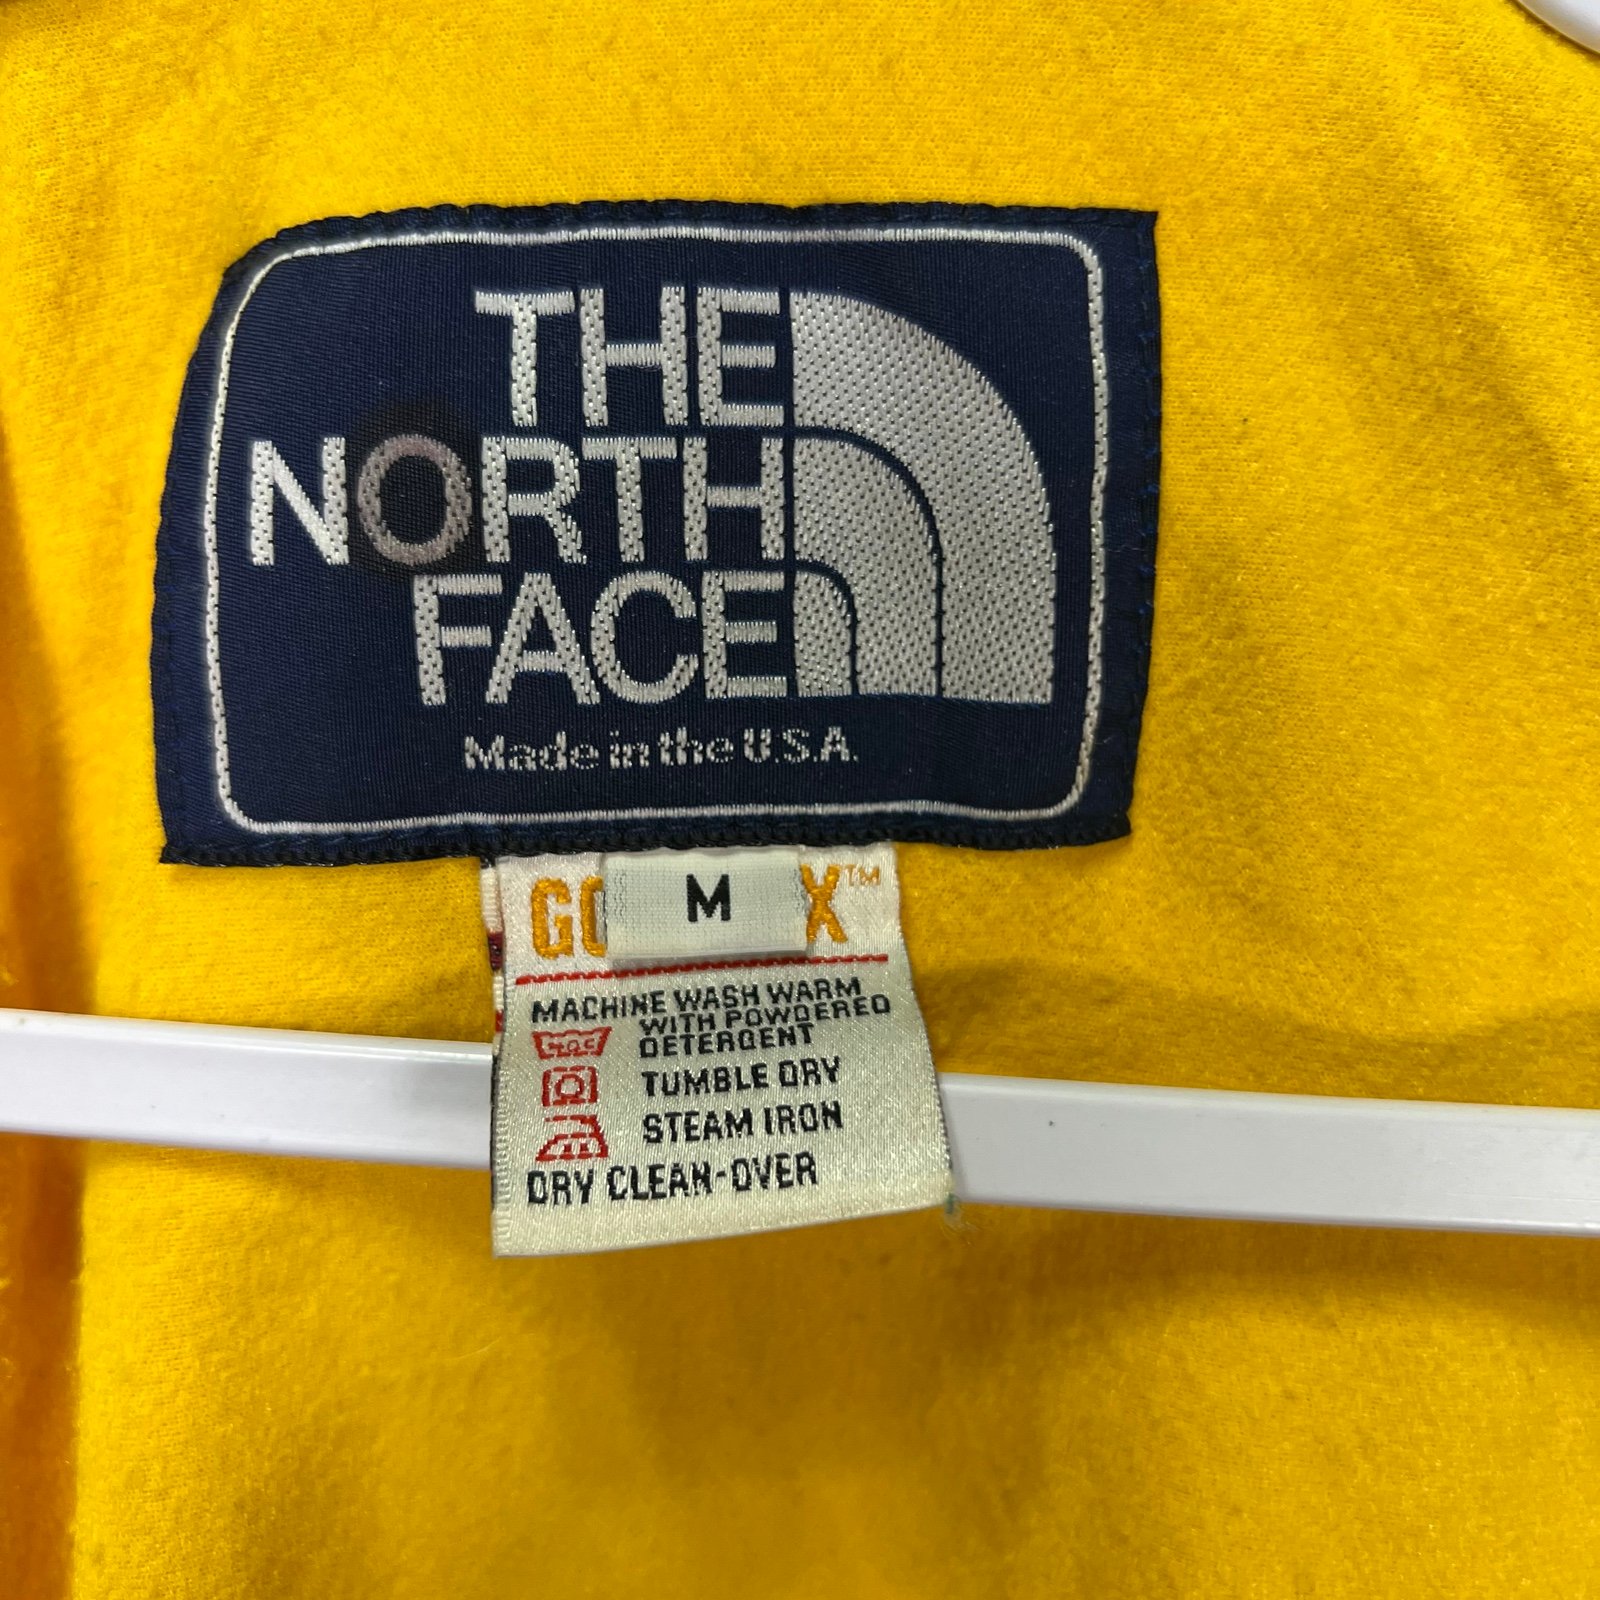 THE
NORTH
FACE
Made in the U.S.A.
M
X™
MACHINE WASH WARM
WITH POWDERED
DETERGENT
TUMBLE DRY
STEAM IRON
DRY CLEAN-OVER